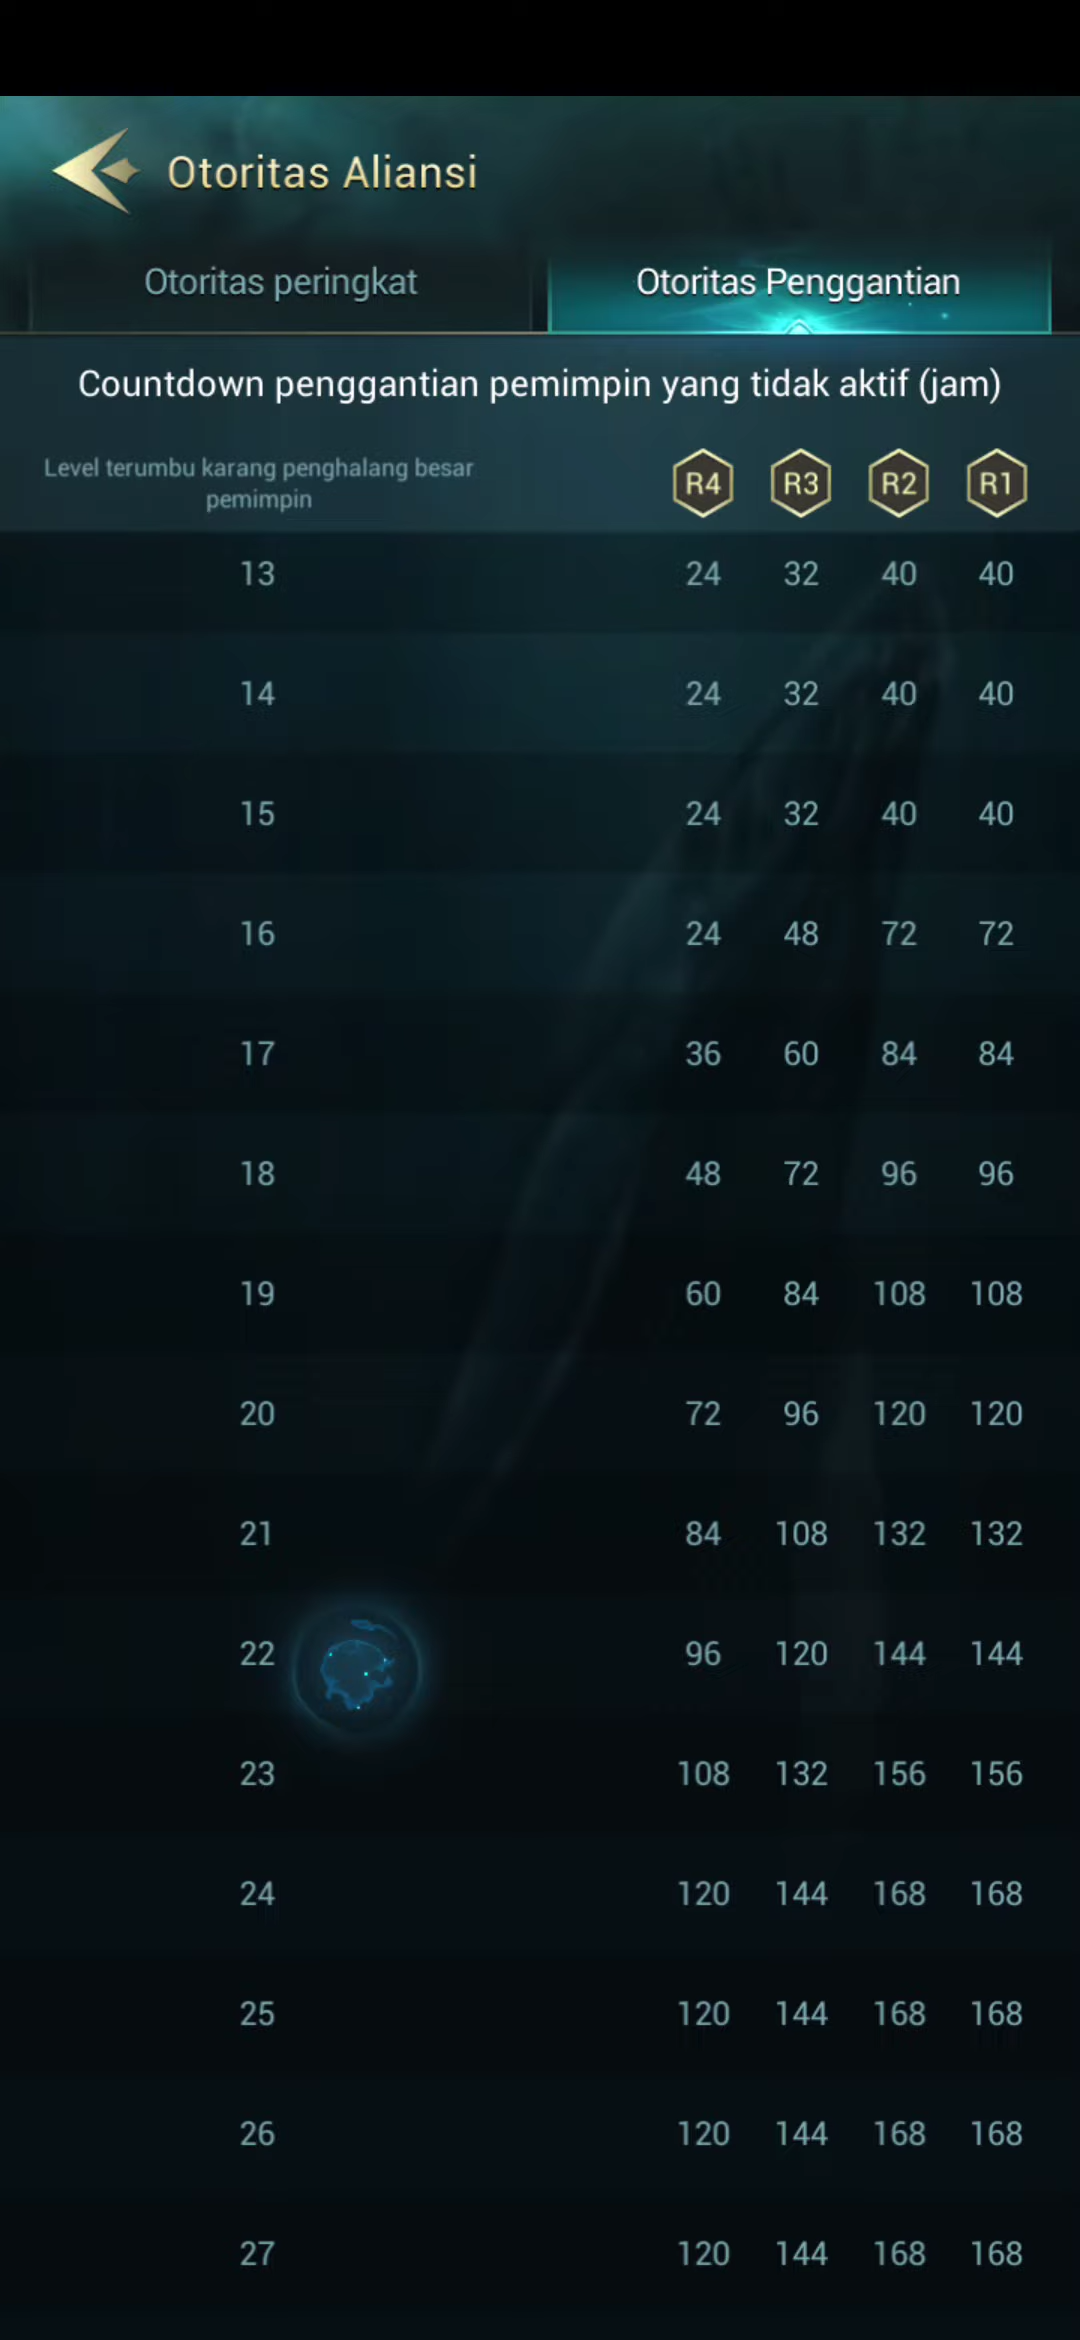 Otoritas Aliansi
Otoritas peringkat Otoritas Penggantian
Countdown penggantian pemimpin yang tidak aktif (jam)
Level terumbu karang penghalang besar
pemimpin
R4 R3 R2 R1
13 24 32 40 40
14 24 32 40 40
15 24 32 40 40
16 24 48 72 72
17 36 60 84 84
18 48 72 96 96
19 60 84 108 108
20 72 96 120 120
21 84 108 132 132
22 96 120 144 144
23 108 132 156 156
24 120 144 168 168
25 120 144 168 168
26 120 144 168 168
27 120 144 168 168